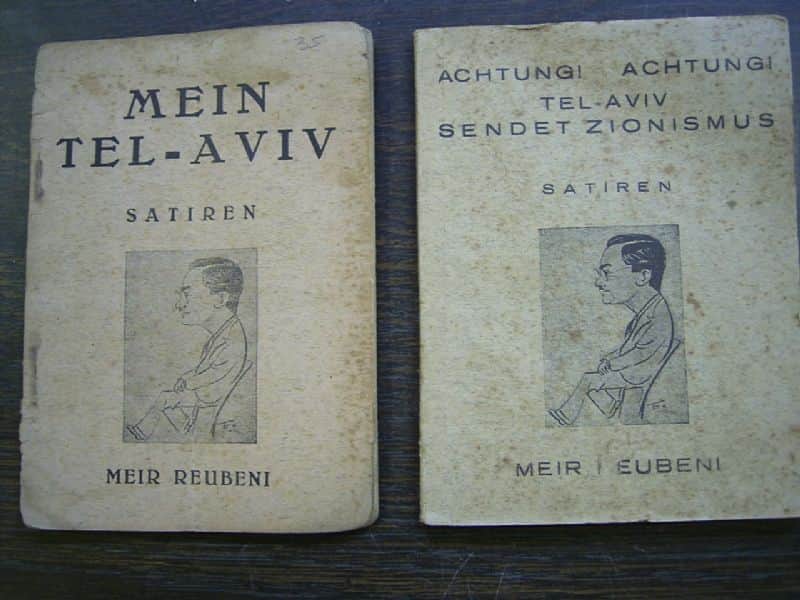 35
MEIN
TEL-AVIV
SATIREN
MEIR REUBENI
ACHTUNG! ACHTUNG!
TEL-AVIV
SENDET ZIONISMUS
SATIREN
MEIR EUBENI